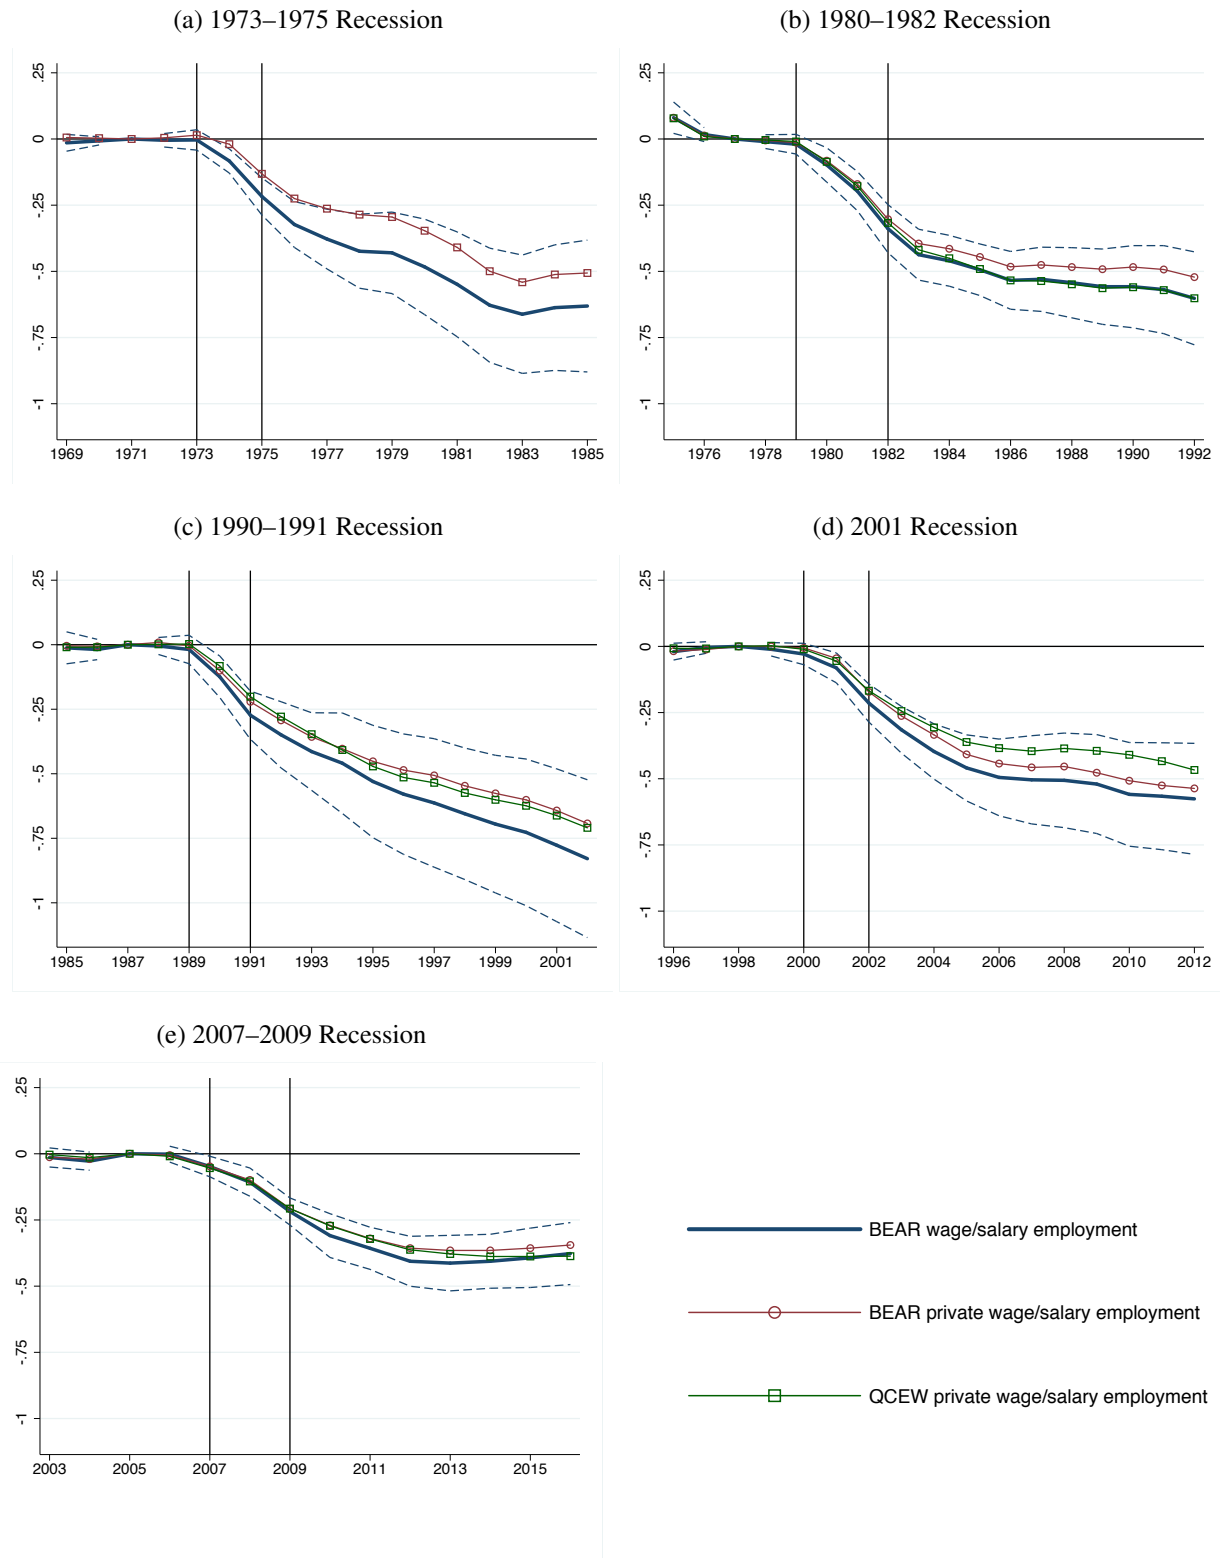 (a) 1973–1975 Recession
.25
0
-.25
-.5
-.75
-1
1969 1971 1973 1975 1977 1979 1981 1983 1985
(b) 1980–1982 Recession
.25
0
-.25
-.5
-.75
-1
1976 1978 1980 1982 1984 1986 1988 1990 1992
(c) 1990–1991 Recession
.25
0
-.25
-.5
-.75
-1
1985 1987 1989 1991 1993 1995 1997 1999 2001
(d) 2001 Recession
.25
0
-.25
-.5
-.75
-1
1996 1998 2000 2002 2004 2006 2008 2010 2012
(e) 2007–2009 Recession
.25
0
-.25
-.5
-.75
-1
2003 2005 2007 2009 2011 2013 2015
BEAR wage/salary employment
BEAR private wage/salary employment
QCEW private wage/salary employment